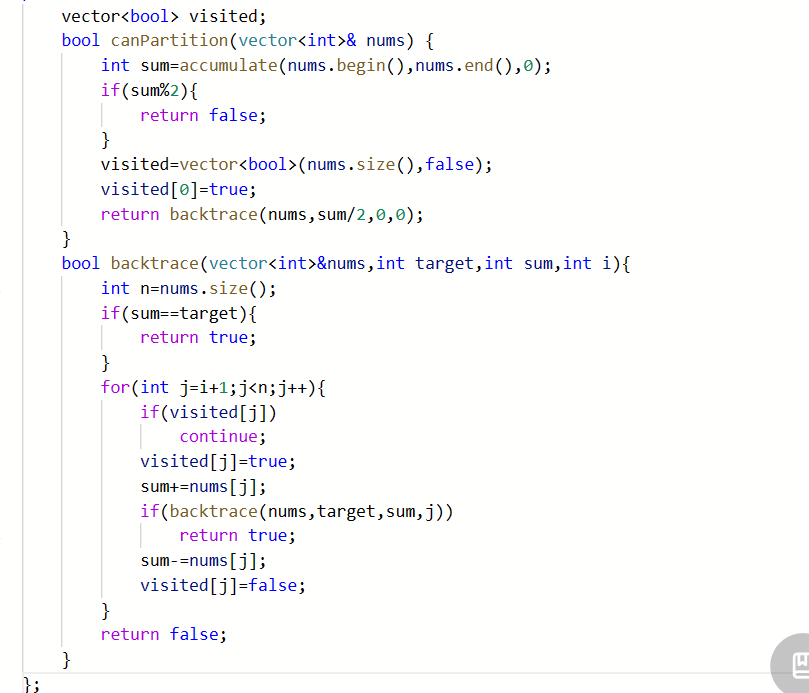 vector<bool> visited;
bool canPartition(vector<int>& nums) {
int sum=accumulate(nums.begin(),nums.end(),0);
if(sum%2){
return false;
}
visited=vector<bool>(nums.size(),false);
visited[0]=true;
return backtrace(nums,sum/2,0,0);
}
bool backtrace(vector<int>&nums,int target,int sum,int i){
int n=nums.size();
if(sum==target){
return true;
}
for(int j=i+1;j<n;j++){
if(visited[j])
continue;
visited[j]=true;
sum+=nums[j];
if(backtrace(nums,target,sum,j))
return true;
sum-=nums[j];
visited[j]=false;
}
return false;
}
};